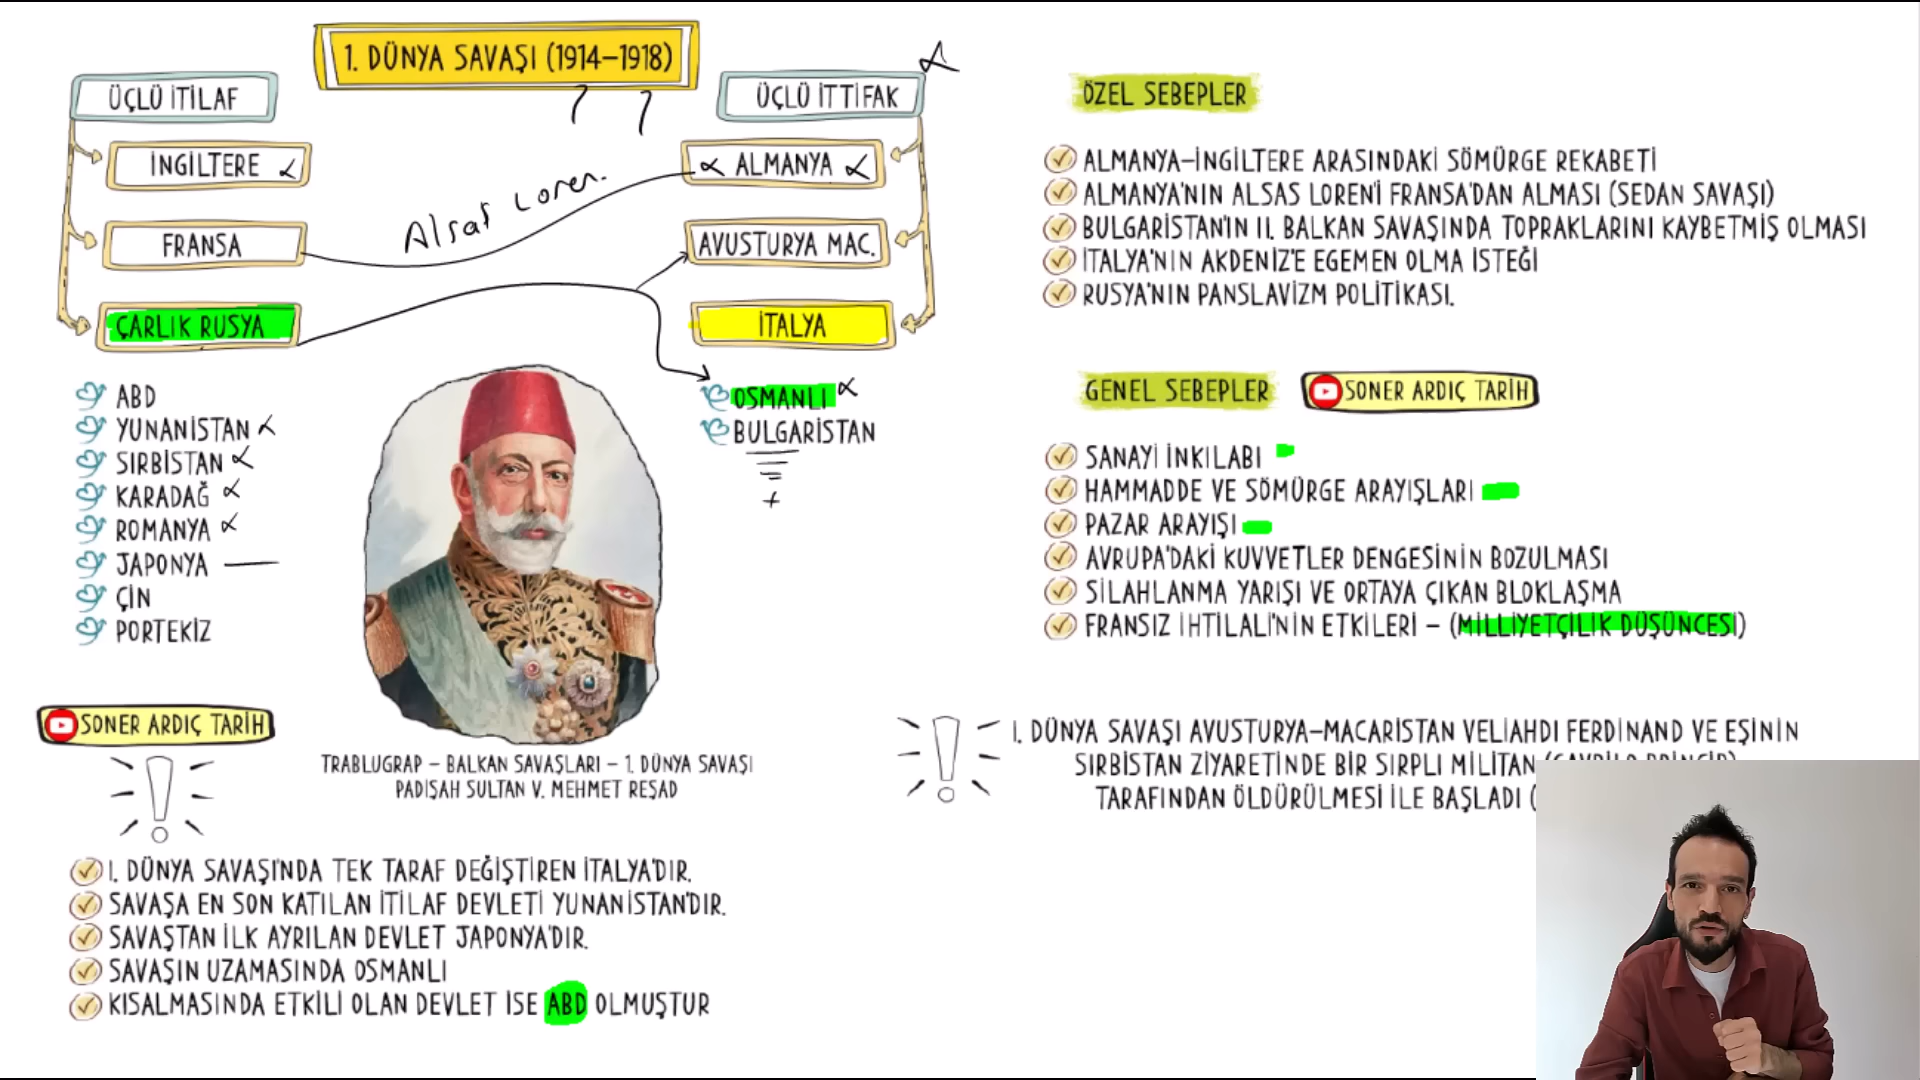 1. DÜNYA SAVAŞI (1914–1918)
ÜÇLÜ İTİLAF
İNGİLTERE
FRANSA
ÇARLIK RUSYA
Alsas Loren.
ÜÇLÜ İTTİFAK
ALMANYA
AVUSTURYA MAC.
İTALYA
ABD
YUNANİSTAN
SIRBİSTAN
KARADAĞ
ROMANYA
JAPONYA
ÇİN
PORTEKİZ
OSMANLI
BULGARİSTAN
TRABLUGRAP – BALKAN SAVAŞLARI – 1. DÜNYA SAVAŞI
PADİŞAH SULTAN V. MEHMET REŞAD
SONER ARDIÇ TARİH
I. DÜNYA SAVAŞI'NDA TEK TARAF DEĞİŞTİREN İTALYA'DIR.
SAVAŞA EN SON KATILAN İTİLAF DEVLETİ YUNANİSTAN'DIR.
SAVAŞTAN İLK AYRILAN DEVLET JAPONYA'DIR.
SAVAŞIN UZAMASINDA OSMANLI
KISALMASINDA ETKİLİ OLAN DEVLET İSE ABD OLMUŞTUR
ÖZEL SEBEPLER
ALMANYA–İNGİLTERE ARASINDAKİ SÖMÜRGE REKABETİ
ALMANYA'NIN ALSAS LOREN'İ FRANSA'DAN ALMASI (SEDAN SAVAŞI)
BULGARİSTAN'IN II. BALKAN SAVAŞINDA TOPRAKLARINI KAYBETMİŞ OLMASI
İTALYA'NIN AKDENİZ'E EGEMEN OLMA İSTEĞİ
RUSYA'NIN PANSLAVİZM POLİTİKASI.
GENEL SEBEPLER
SONER ARDIÇ TARİH
SANAYİ İNKILABI
HAMMADDE VE SÖMÜRGE ARAYIŞLARI
PAZAR ARAYIŞI
AVRUPA'DAKİ KUVVETLER DENGESİNİN BOZULMASI
SİLAHLANMA YARIŞI VE ORTAYA ÇIKAN BLOKLAŞMA
FRANSIZ İHTİLALİ'NİN ETKİLERİ – (MİLLİYETÇİLİK DÜŞÜNCESİ)
I. DÜNYA SAVAŞI AVUSTURYA–MACARİSTAN VELİAHDI FERDİNAND VE EŞİNİN
SIRBİSTAN ZİYARETİNDE BİR SIRPLI MİLİTAN
TARAFINDAN ÖLDÜRÜLMESİ İLE BAŞLADI (